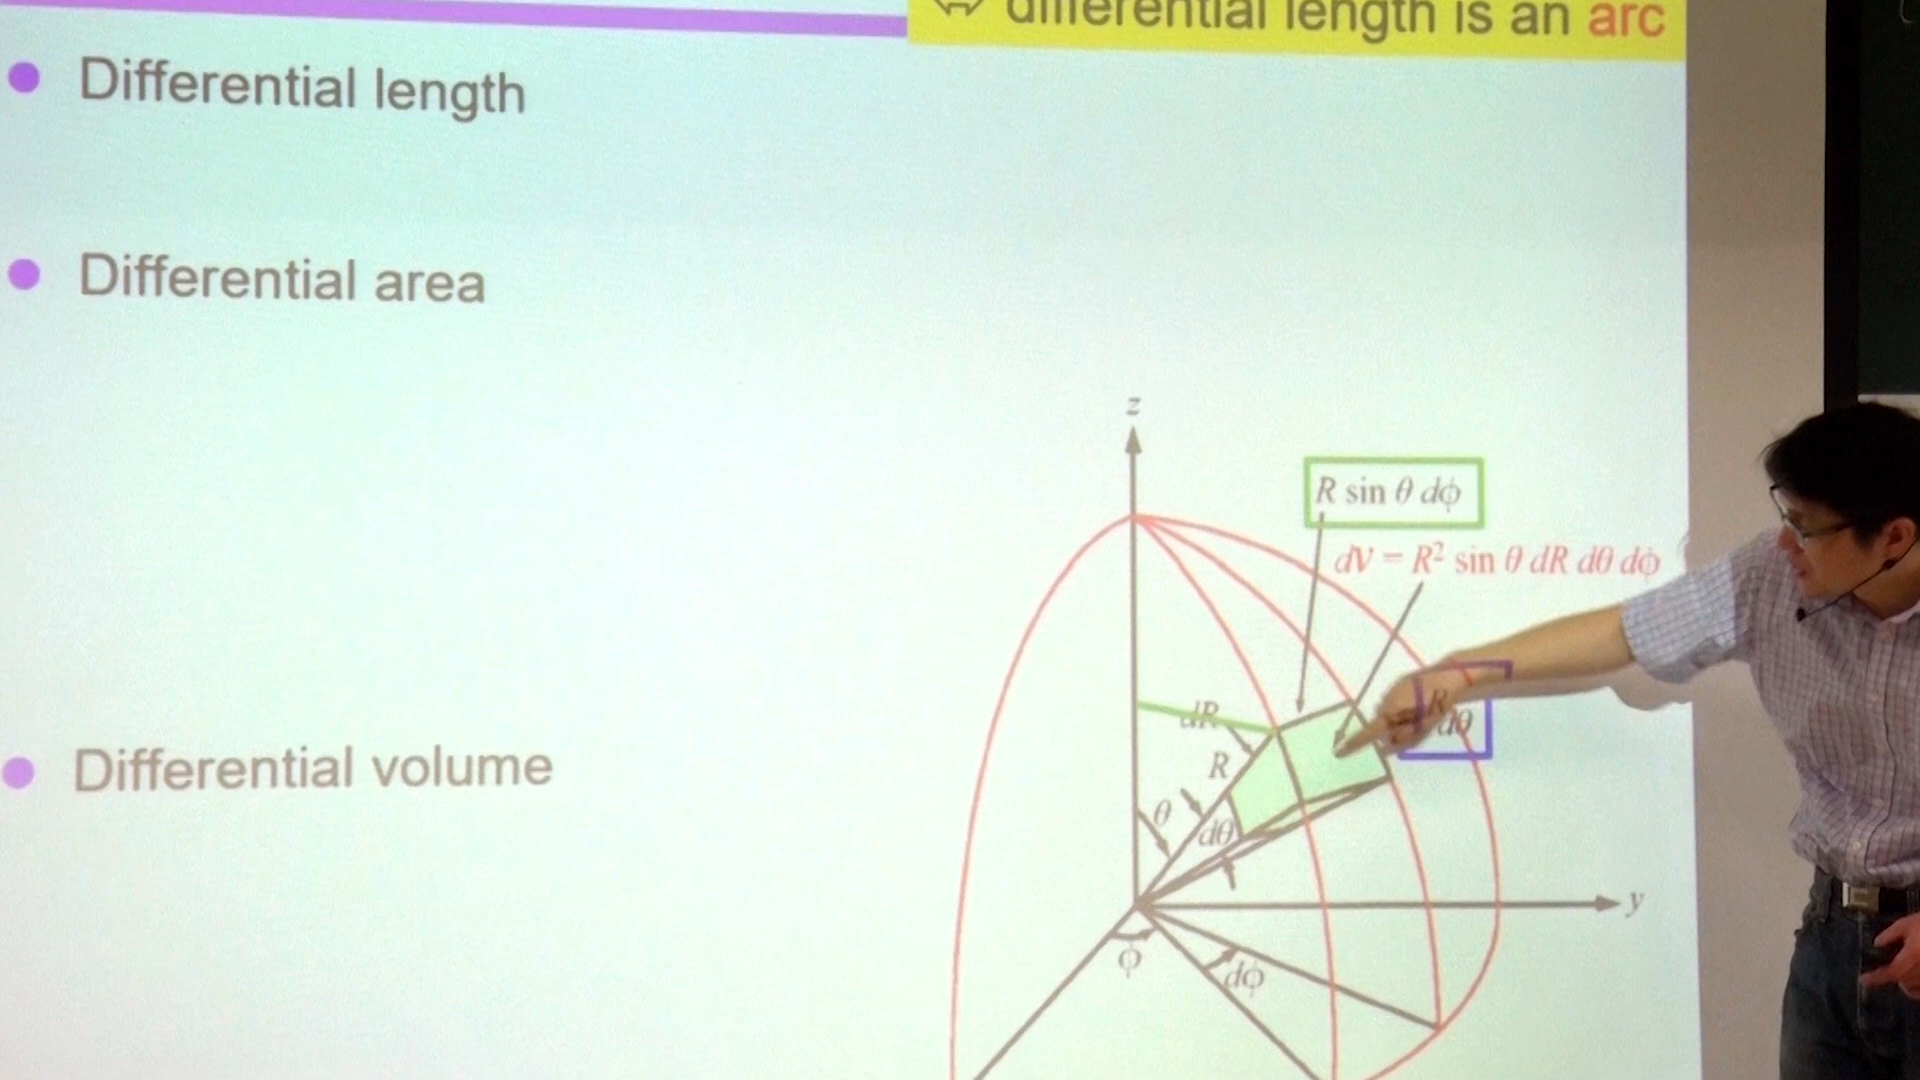 differential length is an arc
Differential length
Differential area
z
R sin θ dϕ
dV = R² sin θ dR dθ dϕ
dR
R
dθ
R
θ
dθ
Differential volume
y
ϕ
dϕ